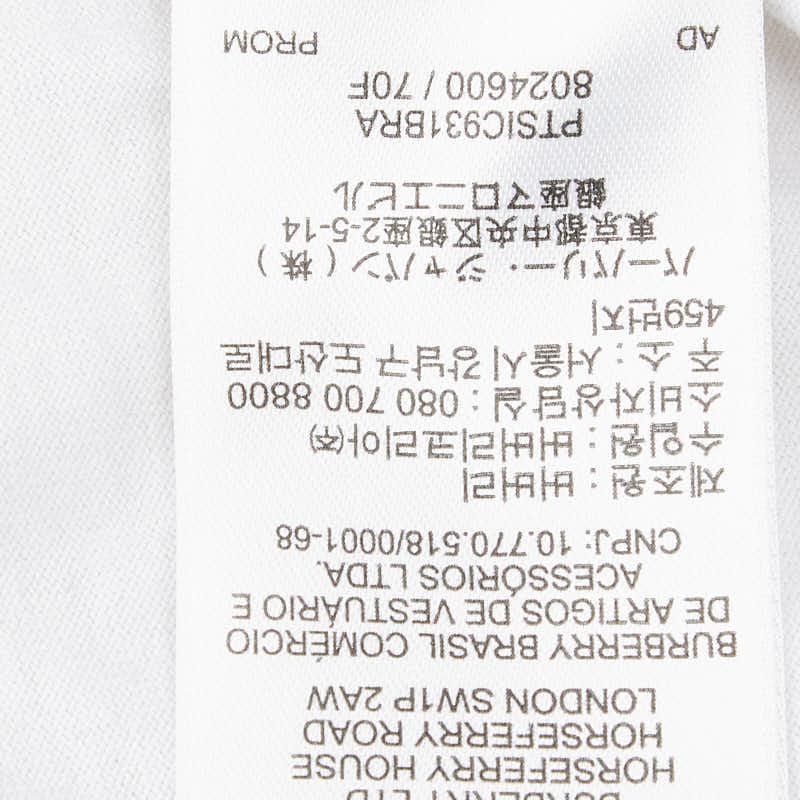 BURBERRY LTD
HORSEFERRY HOUSE
HORSEFERRY ROAD
LONDON SW1P 2AW
BURBERRY BRASIL COMÉRCIO
DE ARTIGOS DE VESTUÁRIO E
ACESSÓRIOS LTDA.
CNPJ: 10.770.518/0001-68
제조원 : 버버리
수입원 : 버버리코리아㈜
소비자상담실 : 080 700 8800
주 소 : 서울시 강남구 도산대로
459번지
バーバリー・ジャパン ( 株 )
東京都中央区銀座2-5-14
銀座マロニエビル
PTSIC931BRA
8024600 / 70F
AD PROM